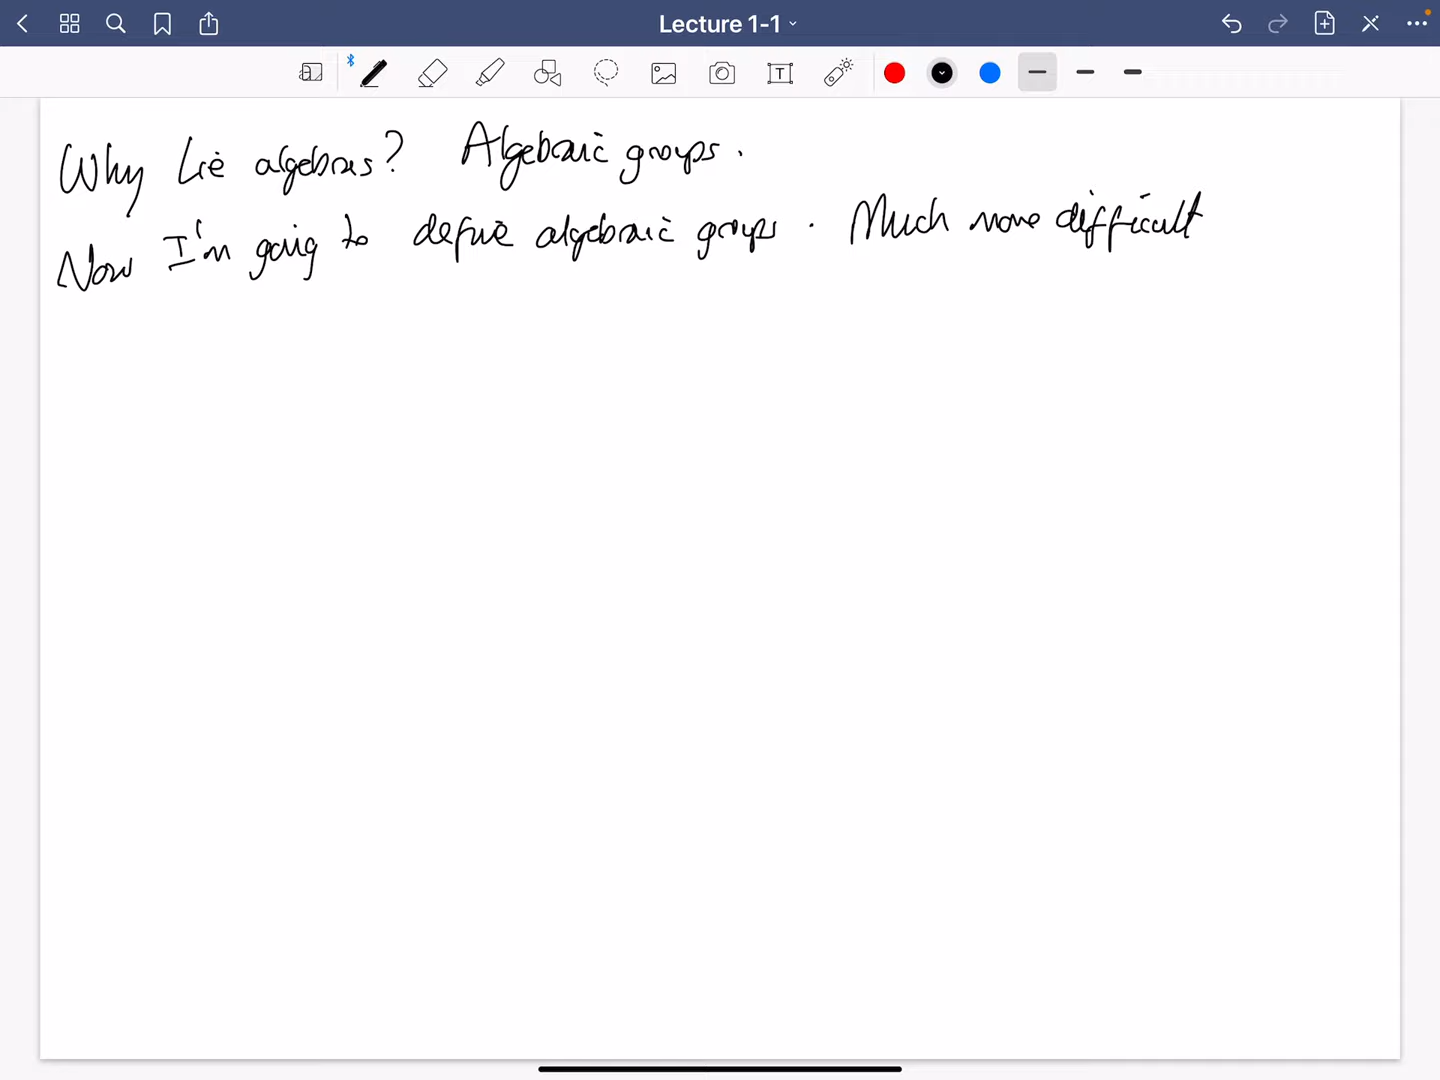 Lecture 1-1
Why Lie algebras? Algebraic groups.
Now I'm going to define algebraic groups. Much more difficult